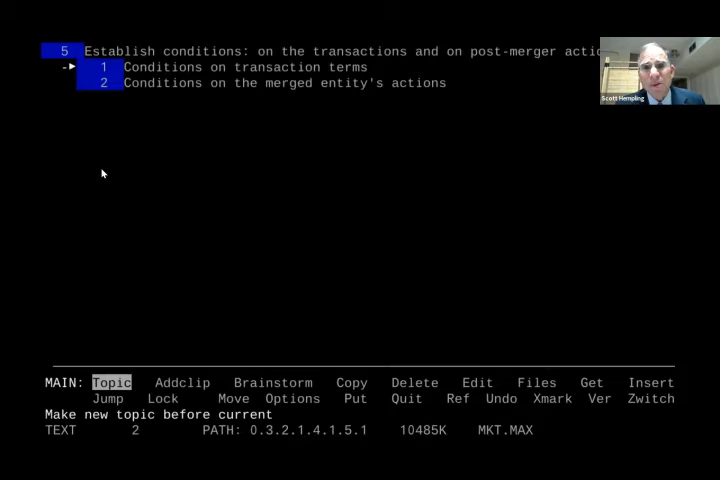 5 Establish conditions: on the transactions and on post-merger actio
1 Conditions on transaction terms
2 Conditions on the merged entity's actions
Scott Hempling
MAIN: Topic Addclip Brainstorm Copy Delete Edit Files Get Insert
Jump Lock Move Options Put Quit Ref Undo Xmark Ver Zwitch
Make new topic before current
TEXT 2 PATH: 0.3.2.1.4.1.5.1 10485K MKT.MAX